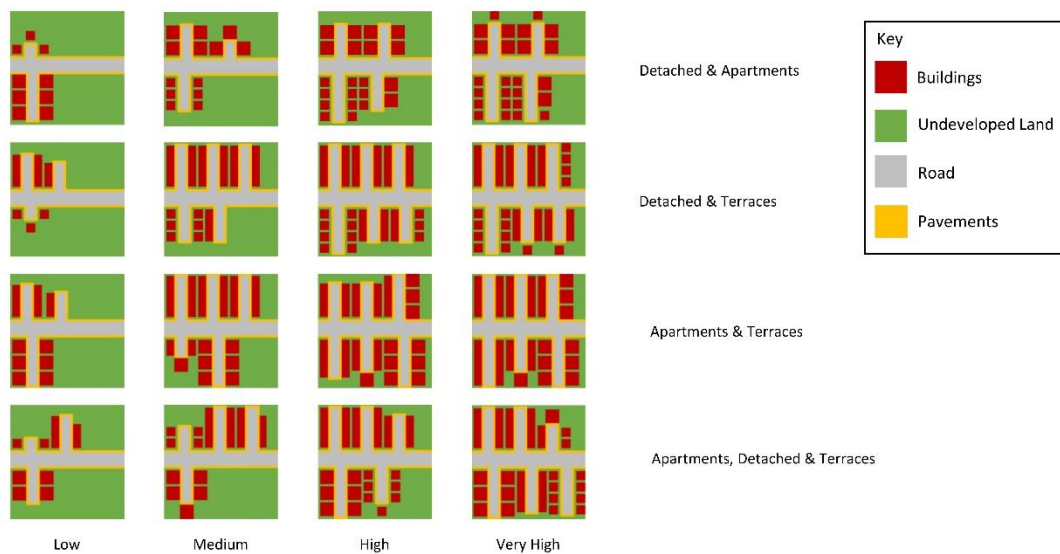 Key
Buildings
Undeveloped Land
Road
Pavements
Detached & Apartments
Detached & Terraces
Apartments & Terraces
Apartments, Detached & Terraces
Low Medium High Very High